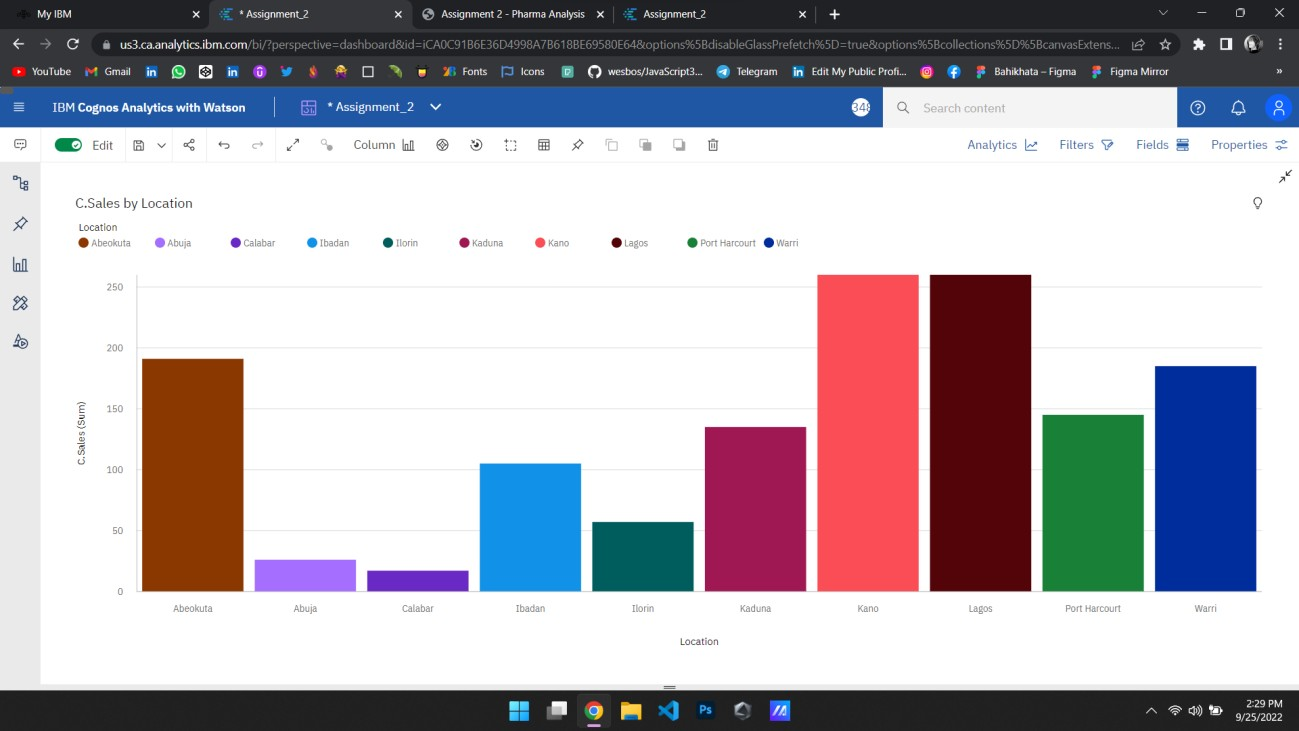 My IBM
* Assignment_2
Assignment 2 - Pharma Analysis
Assignment_2
us3.ca.analytics.ibm.com/bi/?perspective=dashboard&id=iCA0C91B6E36D4998A7B618BE69580E64&options%5BdisableGlassPrefetch%5D=true&options%5Bcollections%5D%5BcanvasExtens...
YouTube Gmail Fonts Icons wesbos/JavaScript3... Telegram Edit My Public Profi... Bahikhata – Figma Figma Mirror »
IBM Cognos Analytics with Watson
* Assignment_2
Search content
Edit
Column
Analytics Filters Fields Properties
C.Sales by Location
Location
Abeokuta Abuja Calabar Ibadan Ilorin Kaduna Kano Lagos Port Harcourt Warri
250
200
150
100
50
0
C.Sales (Sum)
Abeokuta Abuja Calabar Ibadan Ilorin Kaduna Kano Lagos Port Harcourt Warri
Location
Ps
2:29 PM
9/25/2022